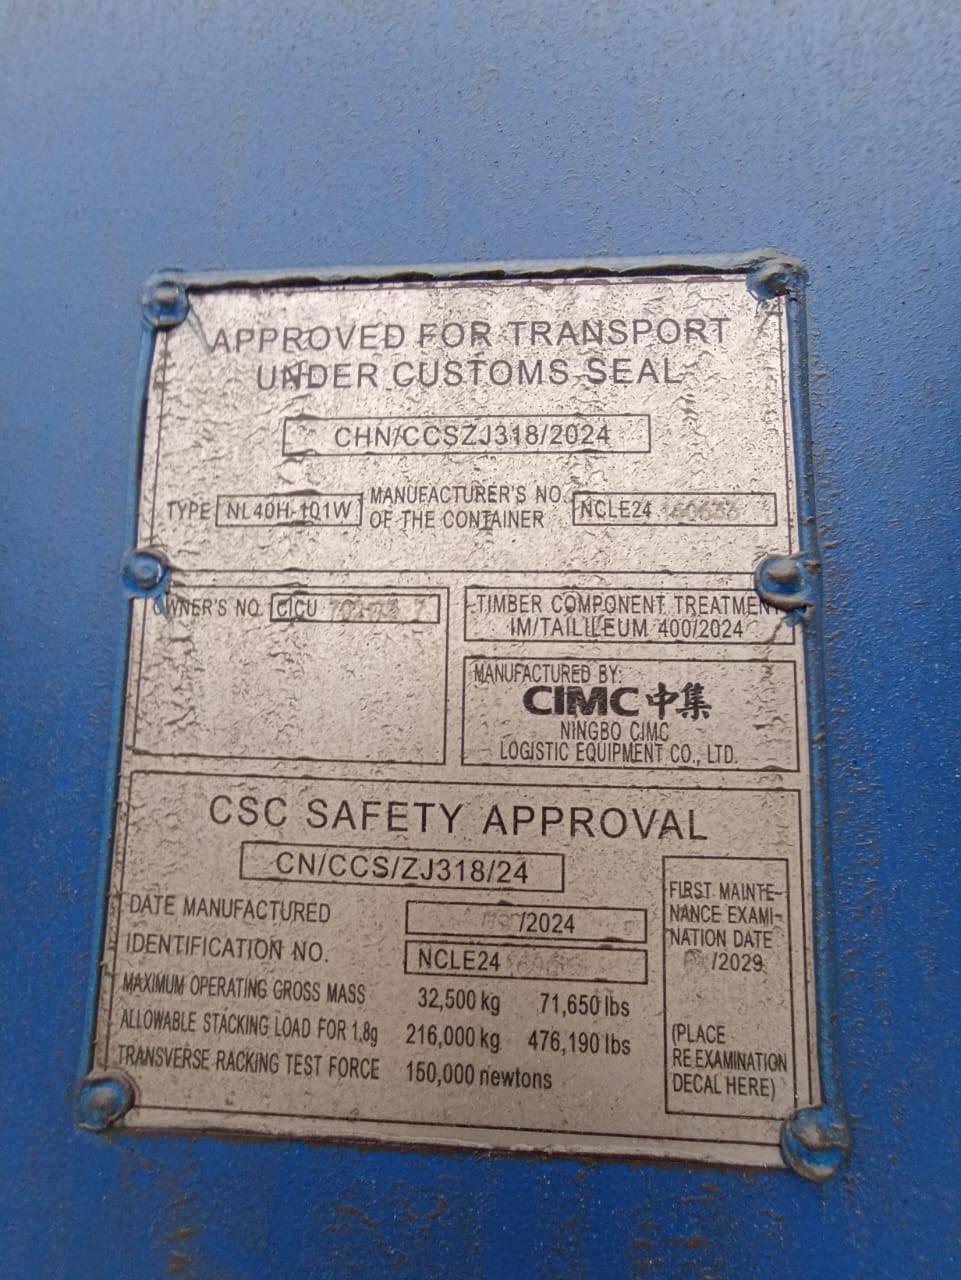 APPROVED FOR TRANSPORT
UNDER CUSTOMS SEAL
CHN/CCSZJ318/2024
TYPE NL40H-101W MANUFACTURER'S NO. OF THE CONTAINER NCLE24
OWNER'S NO. CICU
TIMBER COMPONENT TREATMENT
IM/TAILILEUM 400/2024
MANUFACTURED BY:
CIMC 中集
NINGBO CIMC
LOGISTIC EQUIPMENT CO., LTD.
CSC SAFETY APPROVAL
CN/CCS/ZJ318/24
DATE MANUFACTURED /2024
IDENTIFICATION NO. NCLE24
MAXIMUM OPERATING GROSS MASS 32,500 kg 71,650 lbs
ALLOWABLE STACKING LOAD FOR 1.8g 216,000 kg 476,190 lbs
TRANSVERSE RACKING TEST FORCE 150,000 newtons
FIRST MAINTE-
NANCE EXAMI-
NATION DATE
/2029
(PLACE
REEXAMINATION
DECAL HERE)